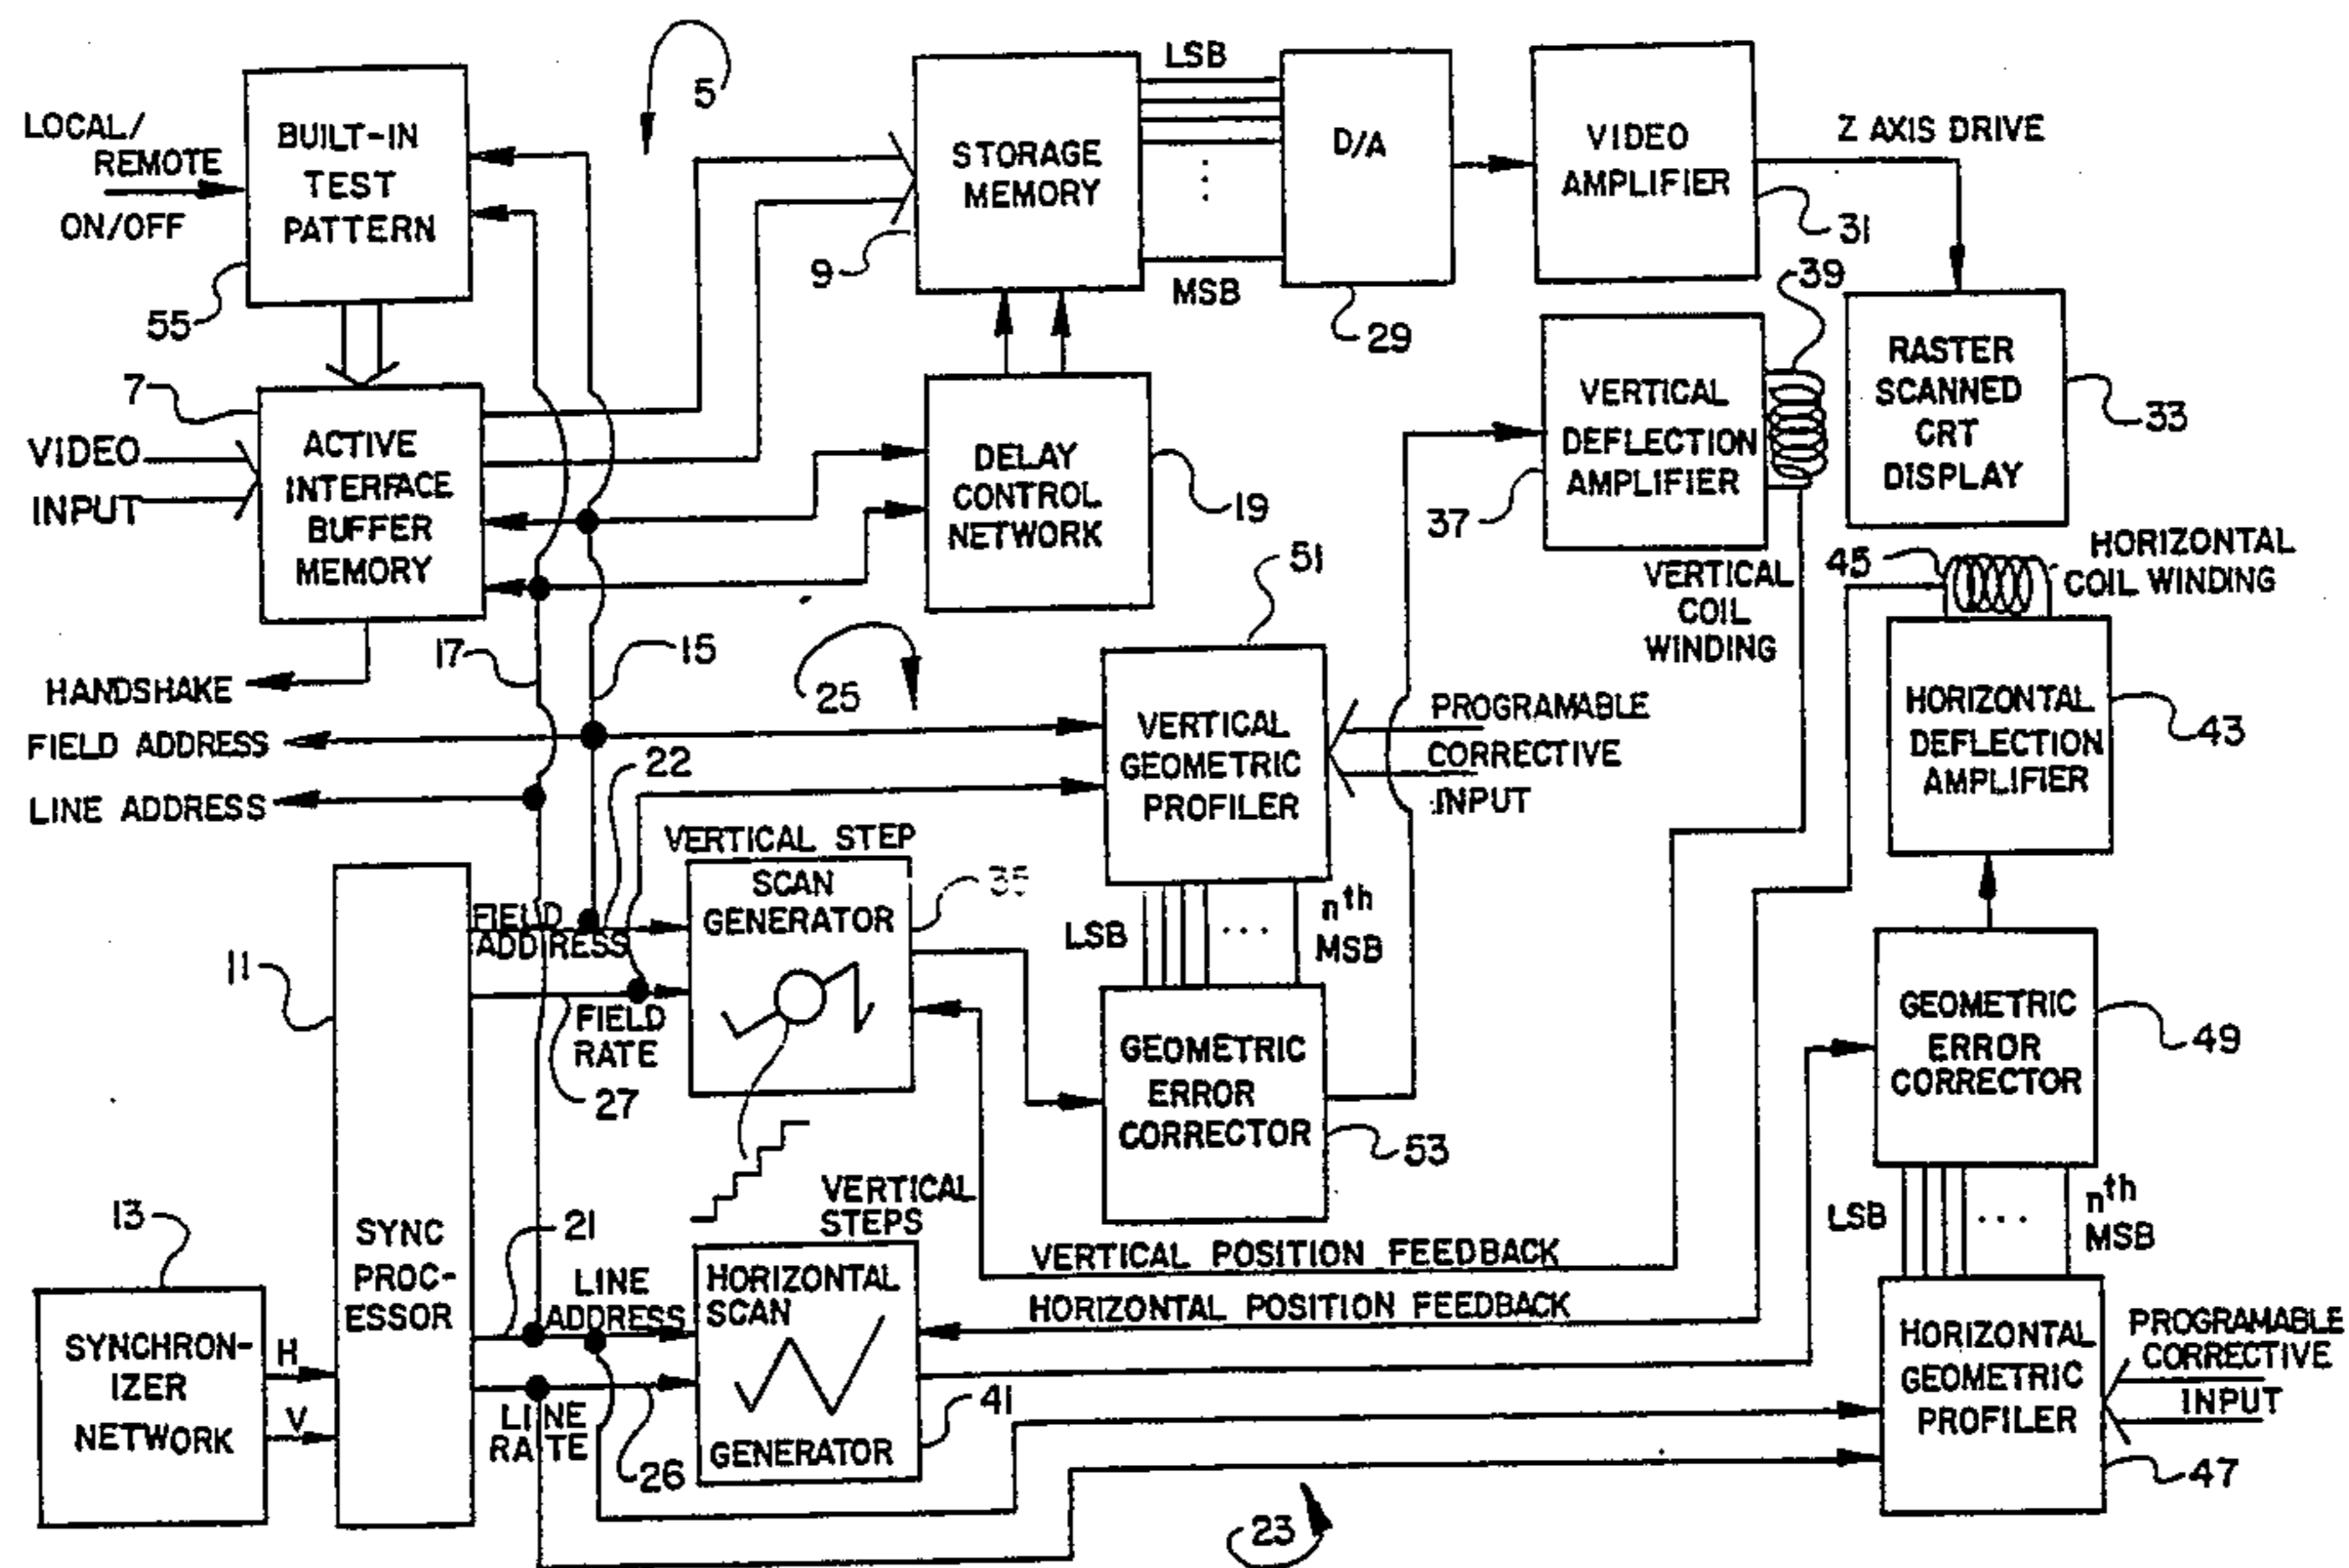 LOCAL/
REMOTE
ON/OFF
BUILT-IN
TEST
PATTERN
55
5
STORAGE
MEMORY
9
LSB
MSB
D/A
29
VIDEO
AMPLIFIER
31
Z AXIS DRIVE
RASTER
SCANNED
CRT
DISPLAY
33
7
VIDEO
INPUT
ACTIVE
INTERFACE
BUFFER
MEMORY
HANDSHAKE
FIELD ADDRESS
LINE ADDRESS
17
15
DELAY
CONTROL
NETWORK
19
VERTICAL
DEFLECTION
AMPLIFIER
37
39
VERTICAL
COIL
WINDING
45
HORIZONTAL
COIL WINDING
HORIZONTAL
DEFLECTION
AMPLIFIER
43
25
51
VERTICAL
GEOMETRIC
PROFILER
PROGRAMABLE
CORRECTIVE
INPUT
22
VERTICAL STEP
SCAN
GENERATOR
35
LSB
nth
MSB
GEOMETRIC
ERROR
CORRECTOR
53
11
FIELD
ADDRESS
FIELD
RATE
27
VERTICAL
STEPS
GEOMETRIC
ERROR
CORRECTOR
49
LSB
nth
MSB
13
SYNCHRON-
IZER
NETWORK
H
V
SYNC
PROC-
ESSOR
21
LINE
ADDRESS
LINE
RATE
26
HORIZONTAL
SCAN
GENERATOR
41
VERTICAL POSITION FEEDBACK
HORIZONTAL POSITION FEEDBACK
HORIZONTAL
GEOMETRIC
PROFILER
47
PROGRAMABLE
CORRECTIVE
INPUT
23